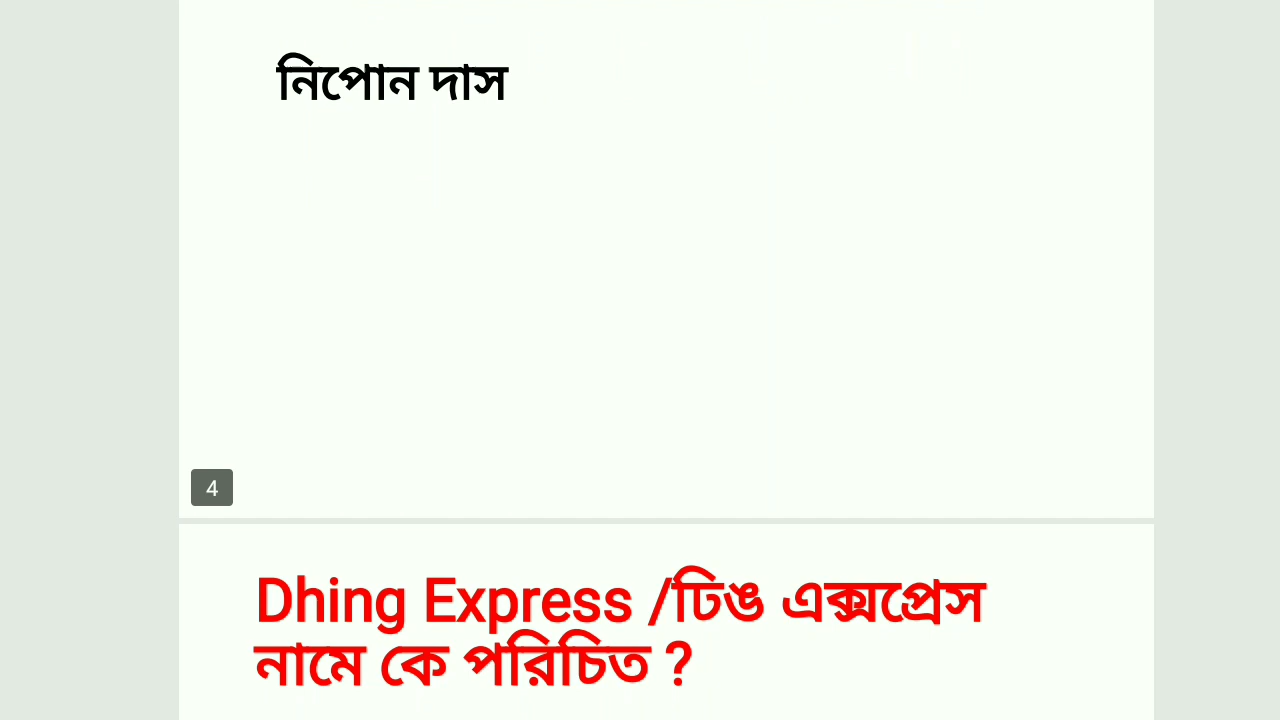 নিপোন দাস
4
Dhing Express /ঢিঙ এক্সপ্রেস
নামে কে পরিচিত ?